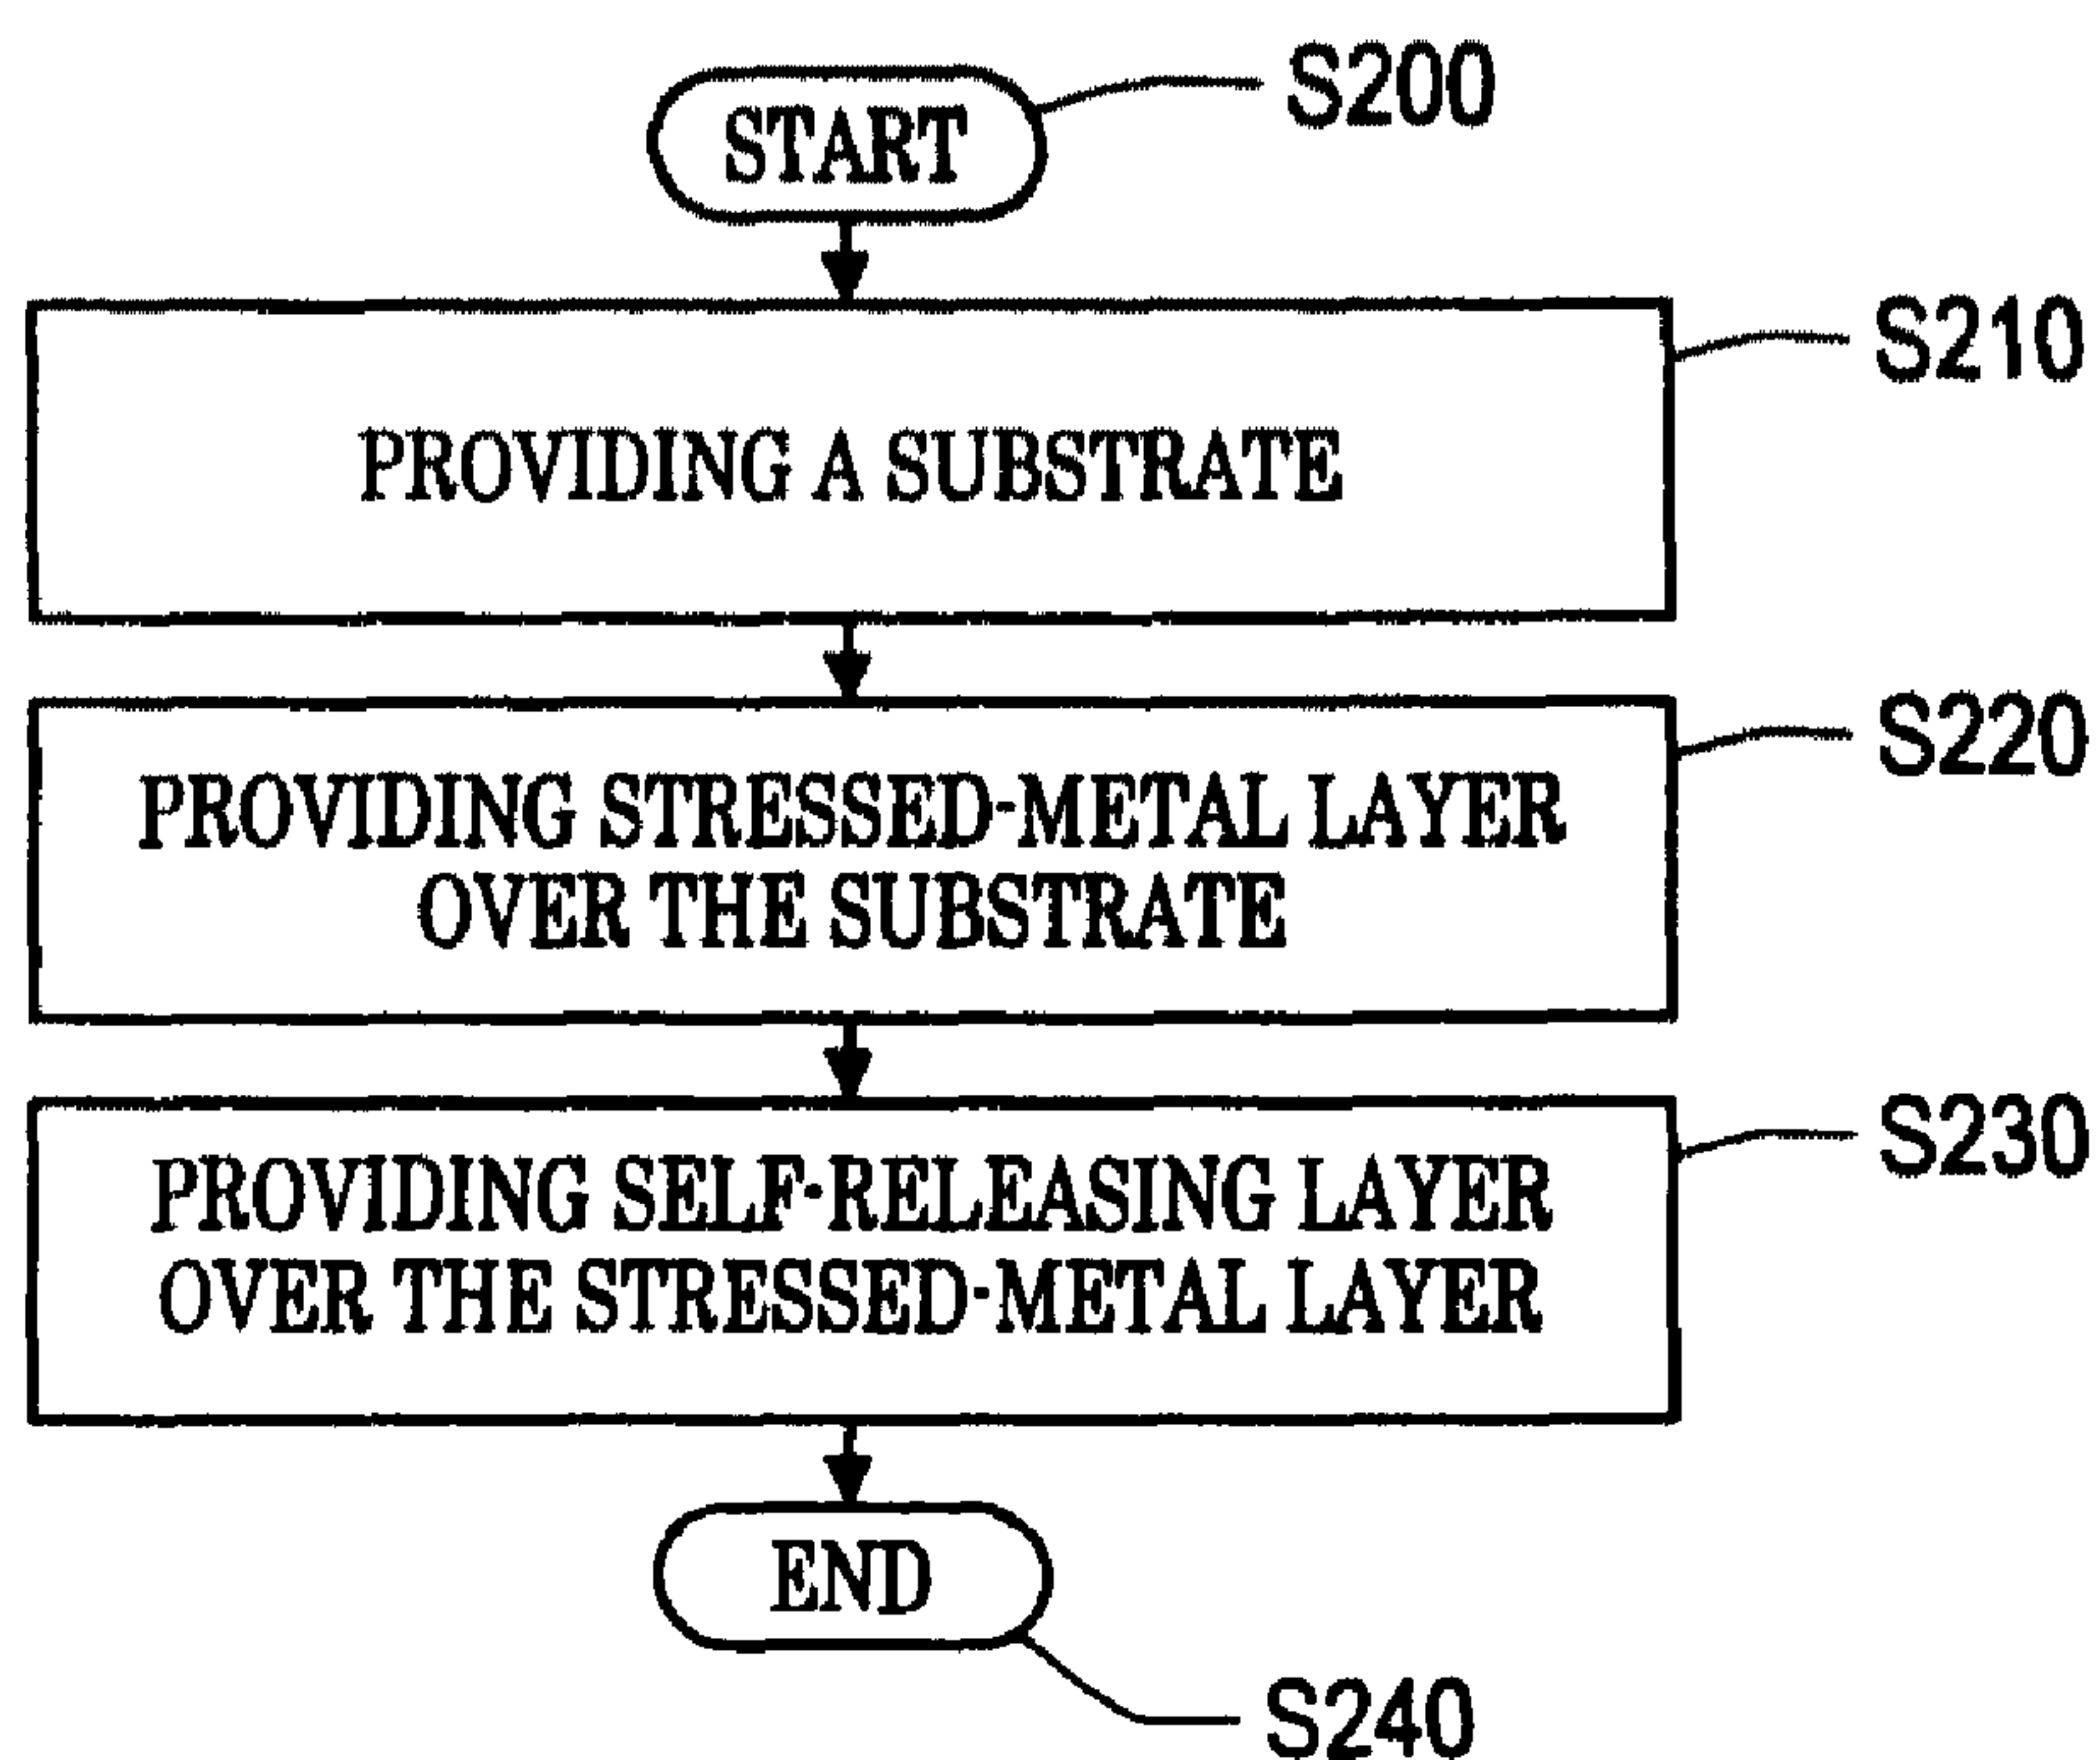 START
S200
PROVIDING A SUBSTRATE
S210
PROVIDING STRESSED-METAL LAYER
OVER THE SUBSTRATE
S220
PROVIDING SELF-RELEASING LAYER
OVER THE STRESSED-METAL LAYER
S230
END
S240